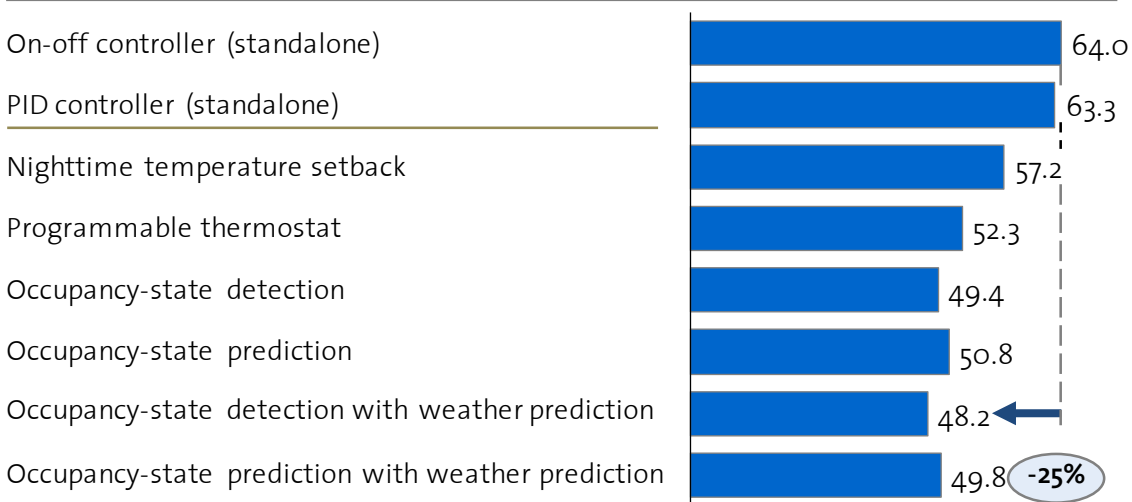 On-off controller (standalone) 64.0
PID controller (standalone) 63.3
Nighttime temperature setback 57.2
Programmable thermostat 52.3
Occupancy-state detection 49.4
Occupancy-state prediction 50.8
Occupancy-state detection with weather prediction 48.2
Occupancy-state prediction with weather prediction 49.8 -25%